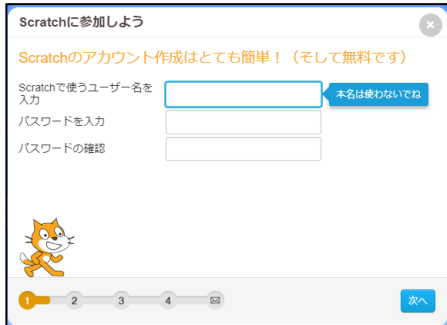 Scratchに参加しよう
×
Scratchのアカウント作成はとても簡単！（そして無料です）
Scratchで使うユーザー名を
入力
本名は使わないでね
パスワードを入力
パスワードの確認
1 2 3 4
次へ